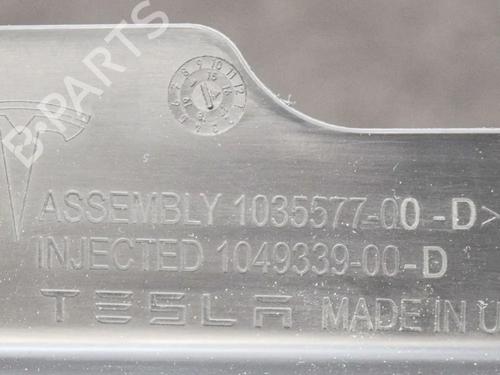 B-PARTS
ASSEMBLY 1035577-00-D>
INJECTED 1049339-00-D
TESLA MADE IN U